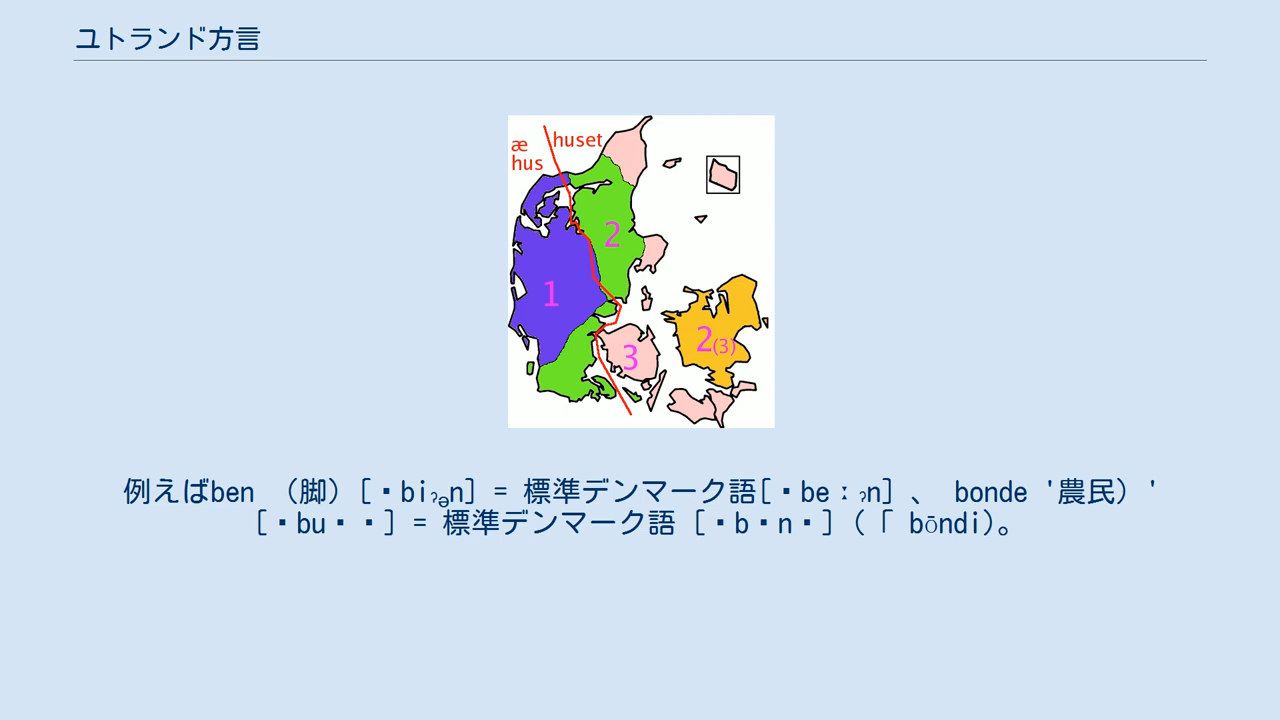 ユトランド方言
æ
hus
huset
2
1
3
2(3)
例えばben （脚）[・biˀə̯n] = 標準デンマーク語[・beːˀn] 、 bonde '農民）'
[・bu・・] = 標準デンマーク語 [・b・n・] (「 bōndi)。